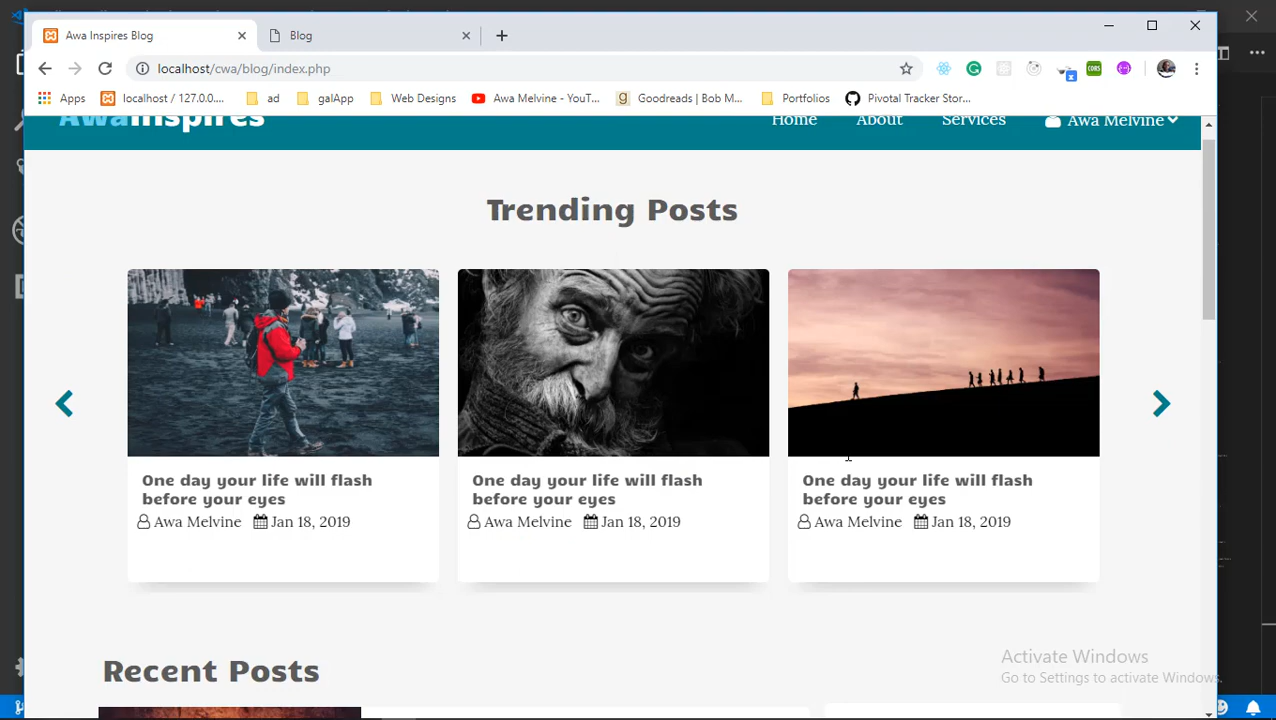 Awa Inspires Blog
Blog
localhost/cwa/blog/index.php
Apps
localhost / 127.0.0....
ad
galApp
Web Designs
Awa Melvine - YouT...
Goodreads | Bob M...
Portfolios
Pivotal Tracker Stor...
CORS
AwaInspires
Home
About
Services
Awa Melvine
Trending Posts
One day your life will flash
before your eyes
Awa Melvine
Jan 18, 2019
One day your life will flash
before your eyes
Awa Melvine
Jan 18, 2019
One day your life will flash
before your eyes
Awa Melvine
Jan 18, 2019
Recent Posts
Activate Windows
Go to Settings to activate Windows.